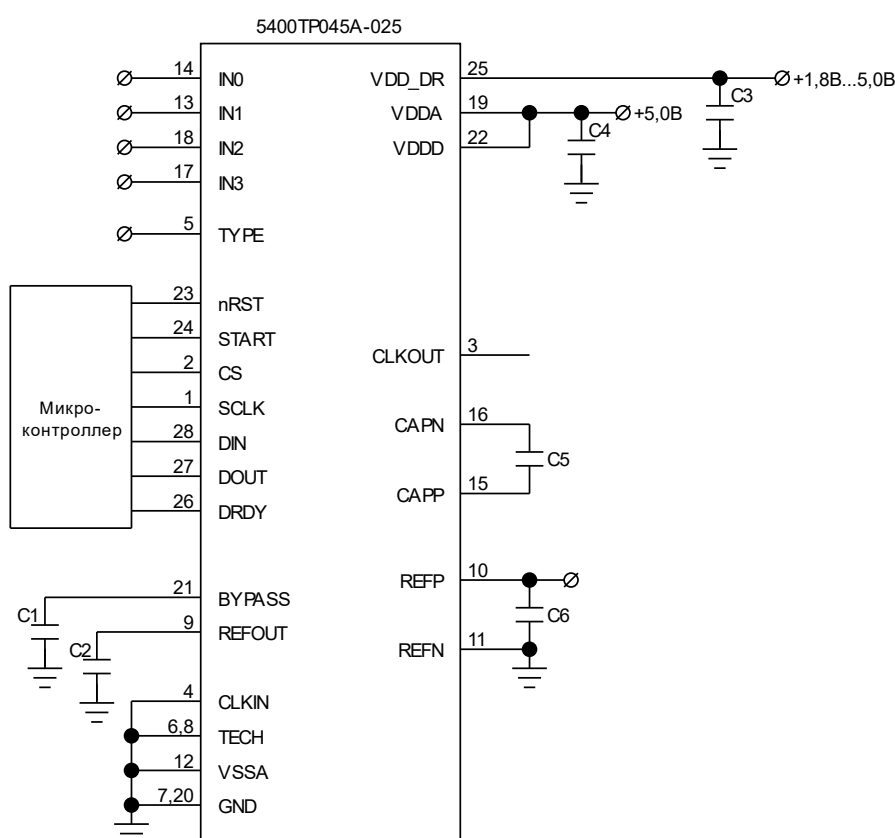 5400ТР045А-025
14 IN0
13 IN1
18 IN2
17 IN3
5 TYPE
23 nRST
24 START
2 CS
1 SCLK
28 DIN
27 DOUT
26 DRDY
Микро-
контроллер
21 BYPASS
9 REFOUT
C1
C2
4 CLKIN
6,8 TECH
12 VSSA
7,20 GND
VDD_DR 25
+1,8В...5,0В
C3
VDDA 19
+5,0В
C4
VDDD 22
CLKOUT 3
CAPN 16
C5
CAPP 15
REFP 10
C6
REFN 11